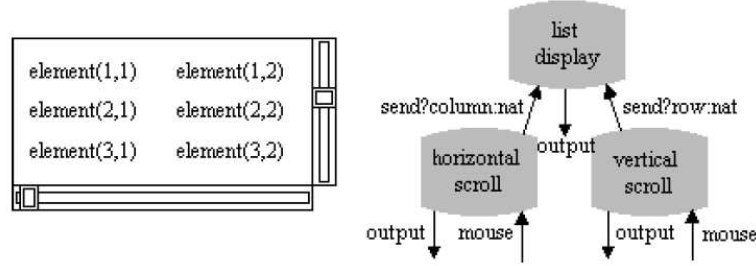 element(1,1) element(1,2)
element(2,1) element(2,2)
element(3,1) element(3,2)
list
display
send?column:nat
send?row:nat
output
horizontal
scroll
vertical
scroll
output
mouse
output
mouse